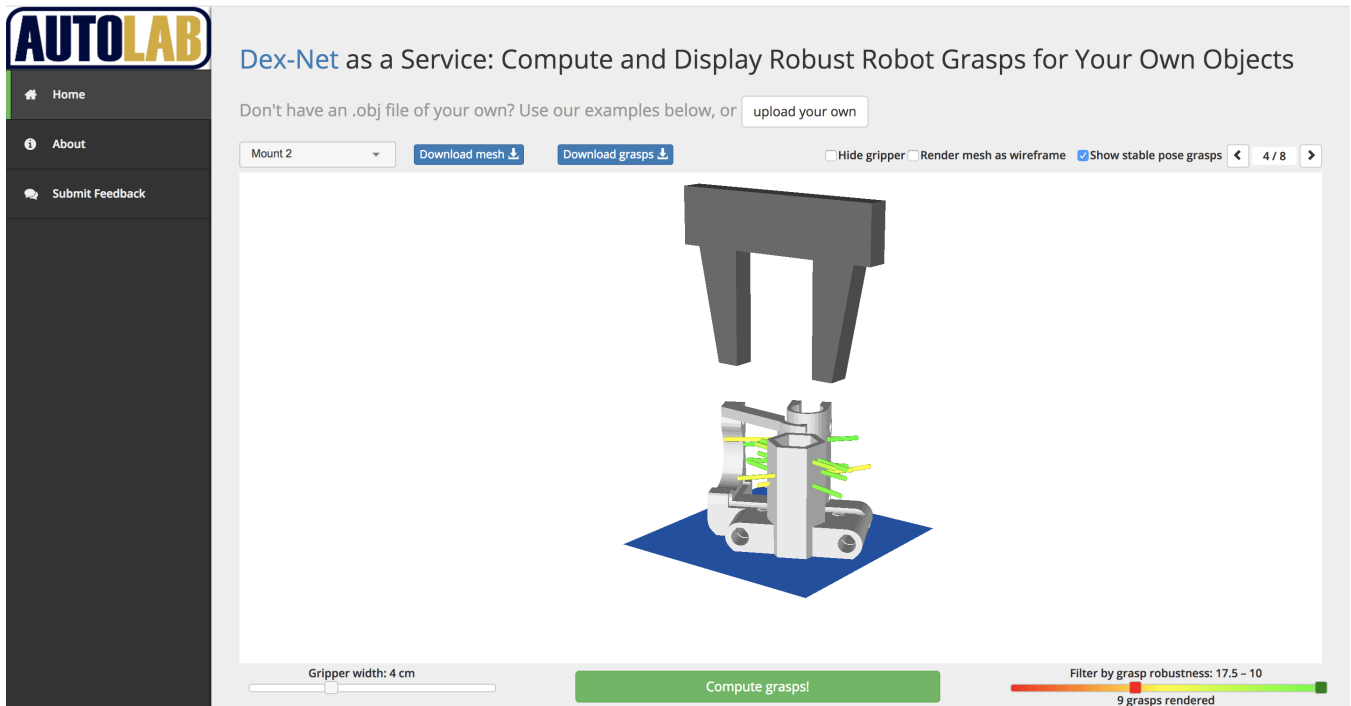 AUTOLAB
Home
About
Submit Feedback
Dex-Net as a Service: Compute and Display Robust Robot Grasps for Your Own Objects
Don't have an .obj file of your own? Use our examples below, or upload your own
Mount 2 Download mesh Download grasps Hide gripper Render mesh as wireframe Show stable pose grasps 4 / 8
Gripper width: 4 cm
Compute grasps!
Filter by grasp robustness: 17.5 – 10
9 grasps rendered